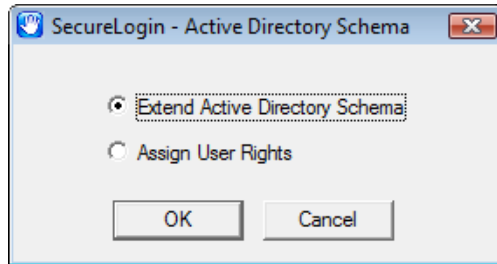 SecureLogin - Active Directory Schema
Extend Active Directory Schema
Assign User Rights
OK Cancel